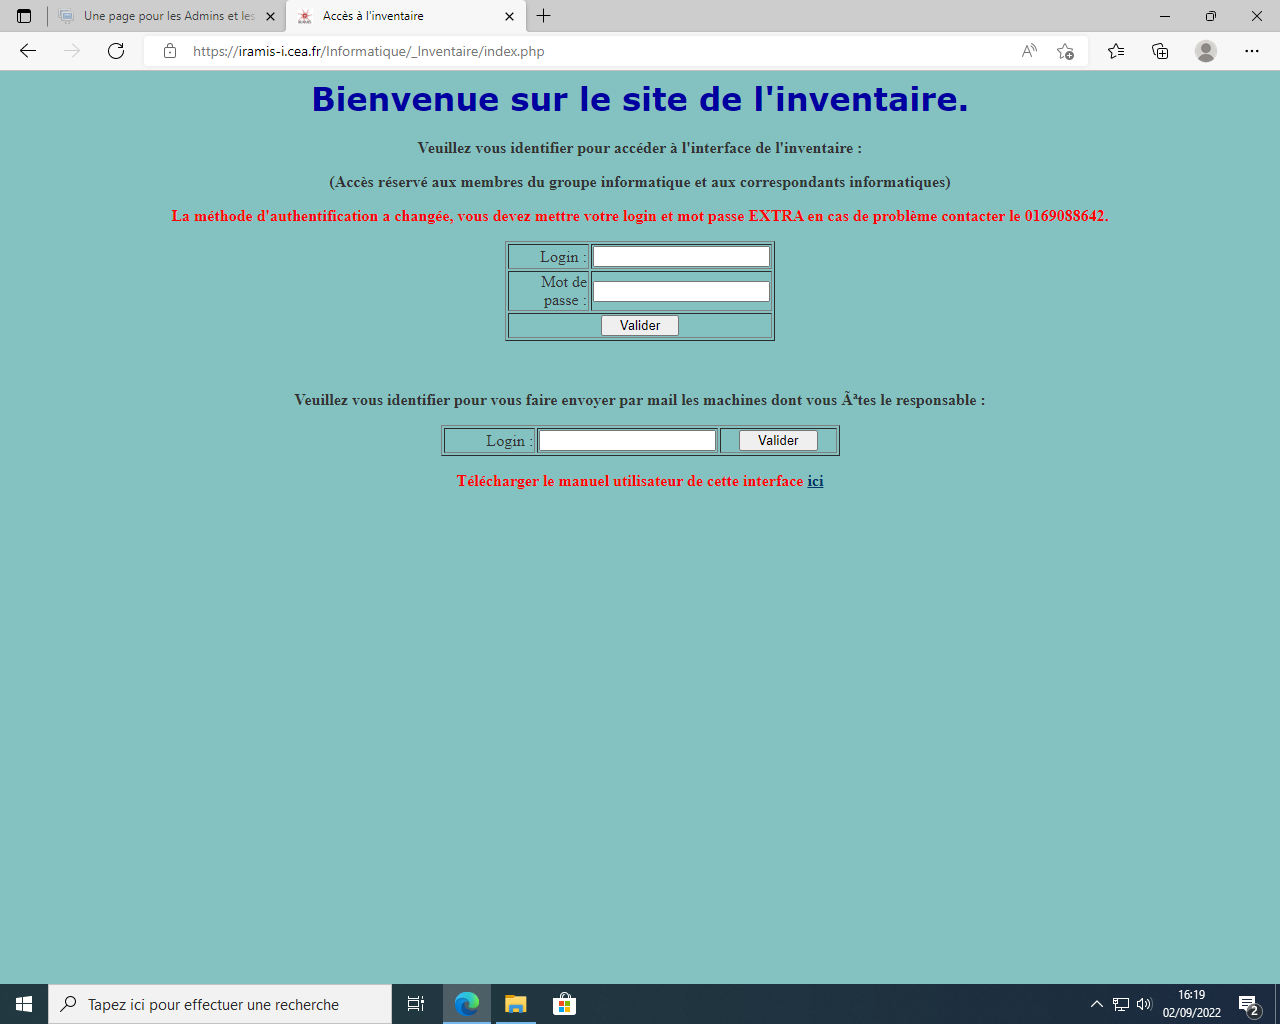 Une page pour les Admins et les
Accès à l'inventaire
https://iramis-i.cea.fr/Informatique/_Inventaire/index.php
Bienvenue sur le site de l'inventaire.
Veuillez vous identifier pour accéder à l'interface de l'inventaire :
(Accès réservé aux membres du groupe informatique et aux correspondants informatiques)
La méthode d'authentification a changée, vous devez mettre votre login et mot passe EXTRA en cas de problème contacter le 0169088642.
Login :
Mot de
passe :
Valider
Veuillez vous identifier pour vous faire envoyer par mail les machines dont vous Ãªtes le responsable :
Login :
Valider
Télécharger le manuel utilisateur de cette interface ici
Tapez ici pour effectuer une recherche
16:19
02/09/2022
2